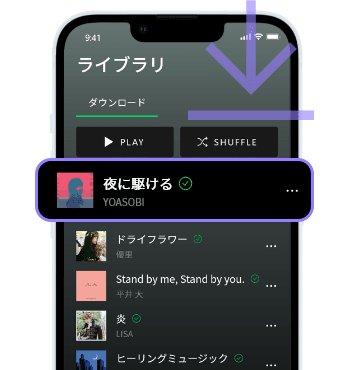 9:41
ライブラリ
ダウンロード
PLAY
SHUFFLE
夜に駆ける
YOASOBI
ドライフラワー
優里
Stand by me, Stand by you.
平井 大
炎
LISA
ヒーリングミュージック